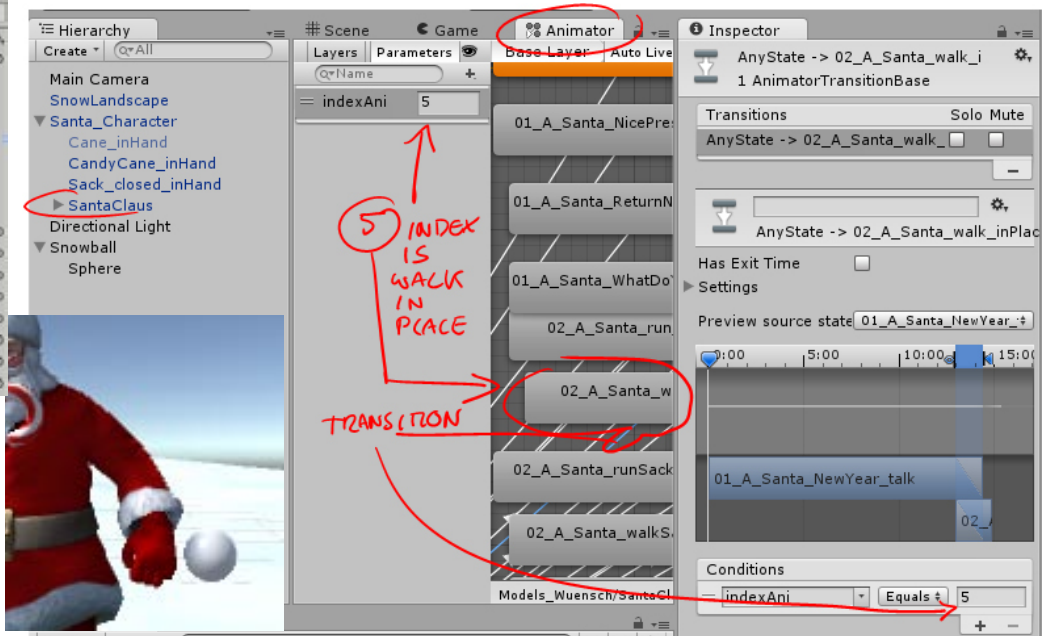 Hierarchy
Create
All
Main Camera
SnowLandscape
Santa_Character
Cane_inHand
CandyCane_inHand
Sack_closed_inHand
SantaClaus
Directional Light
Snowball
Sphere
Scene
Game
Animator
Layers
Parameters
Base Layer
Auto Live
Name
indexAni
5
01_A_Santa_NicePre
01_A_Santa_ReturnN
01_A_Santa_WhatDo
02_A_Santa_run
02_A_Santa_w
02_A_Santa_runSack
02_A_Santa_walkS
Models_Wuensch/SantaCl
5 INDEX
IS
WALK
IN
PLACE
TRANSITION
Inspector
AnyState -> 02_A_Santa_walk_i
1 AnimatorTransitionBase
Transitions Solo Mute
AnyState -> 02_A_Santa_walk_
AnyState -> 02_A_Santa_walk_inPlac
Has Exit Time
Settings
Preview source state 01_A_Santa_NewYear_
0:00 5:00 10:00 15:00
01_A_Santa_NewYear_talk
02_
Conditions
indexAni Equals 5